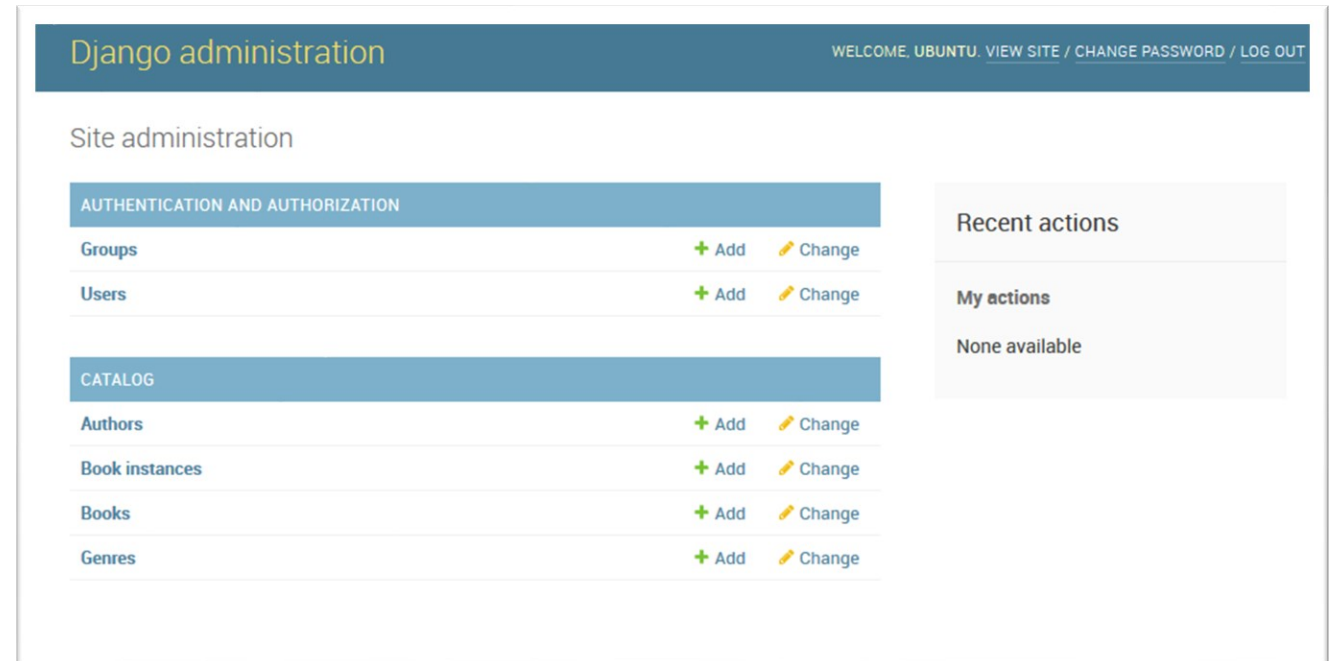 Django administration
WELCOME, UBUNTU. VIEW SITE / CHANGE PASSWORD / LOG OUT
Site administration
AUTHENTICATION AND AUTHORIZATION
Groups Add Change
Users Add Change
CATALOG
Authors Add Change
Book instances Add Change
Books Add Change
Genres Add Change
Recent actions
My actions
None available